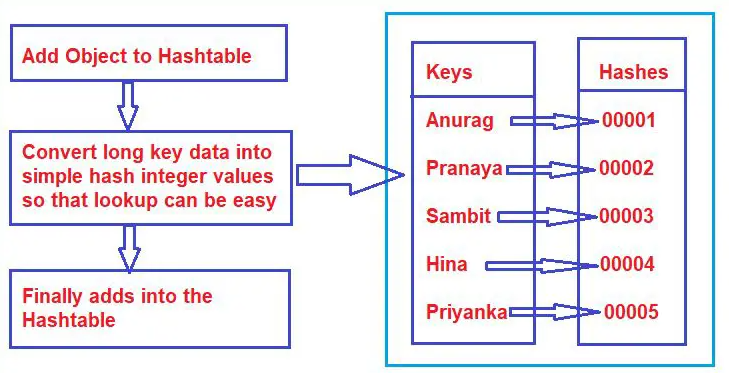 Add Object to Hashtable
Convert long key data into
simple hash integer values
so that lookup can be easy
Finally adds into the
Hashtable
Keys Hashes
Anurag 00001
Pranaya 00002
Sambit 00003
Hina 00004
Priyanka 00005